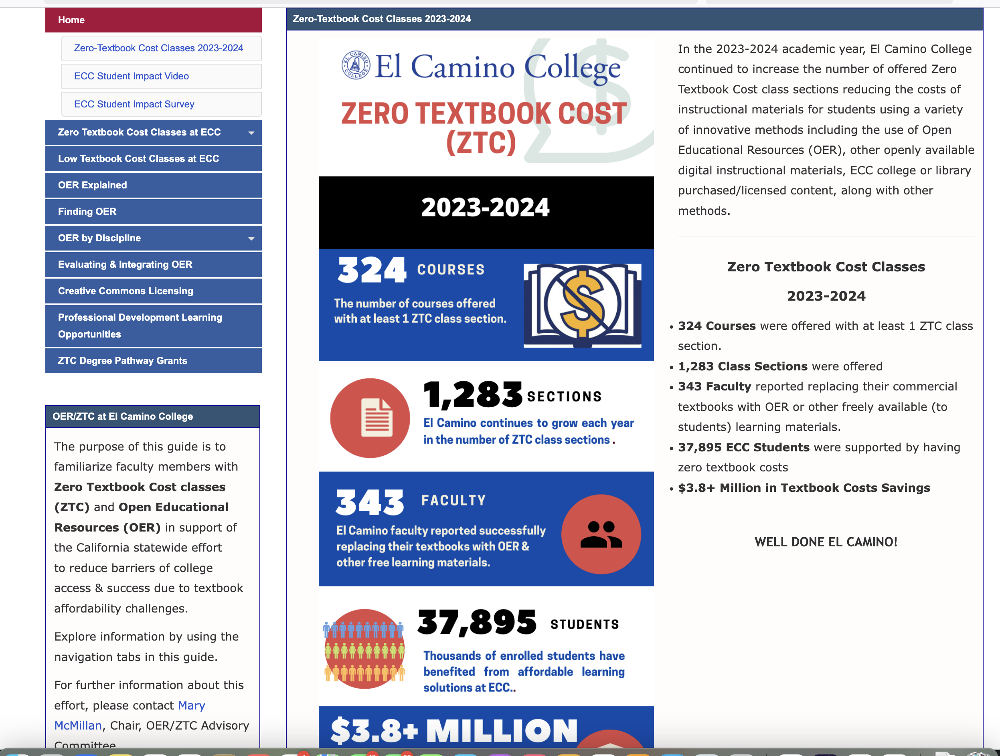 Home
Zero-Textbook Cost Classes 2023-2024
ECC Student Impact Video
ECC Student Impact Survey
Zero Textbook Cost Classes at ECC
Low Textbook Cost Classes at ECC
OER Explained
Finding OER
OER by Discipline
Evaluating & Integrating OER
Creative Commons Licensing
Professional Development Learning
Opportunities
ZTC Degree Pathway Grants
OER/ZTC at El Camino College
The purpose of this guide is to
familiarize faculty members with
Zero Textbook Cost classes
(ZTC) and Open Educational
Resources (OER) in support of
the California statewide effort
to reduce barriers of college
access & success due to textbook
affordability challenges.
Explore information by using the
navigation tabs in this guide.
For further information about this
effort, please contact Mary
McMillan, Chair, OER/ZTC Advisory
Committee
Zero-Textbook Cost Classes 2023-2024
EL CAMINO COLLEGE
El Camino College
ZERO TEXTBOOK COST
(ZTC)
2023-2024
324 COURSES
The number of courses offered
with at least 1 ZTC class section.
1,283 SECTIONS
El Camino continues to grow each year
in the number of ZTC class sections .
343 FACULTY
El Camino faculty reported successfully
replacing their textbooks with OER &
other free learning materials.
37,895 STUDENTS
Thousands of enrolled students have
benefited from affordable learning
solutions at ECC..
$3.8+ MILLION
In the 2023-2024 academic year, El Camino College
continued to increase the number of offered Zero
Textbook Cost class sections reducing the costs of
instructional materials for students using a variety
of innovative methods including the use of Open
Educational Resources (OER), other openly available
digital instructional materials, ECC college or library
purchased/licensed content, along with other
methods.
Zero Textbook Cost Classes
2023-2024
• 324 Courses were offered with at least 1 ZTC class
section.
• 1,283 Class Sections were offered
• 343 Faculty reported replacing their commercial
textbooks with OER or other freely available (to
students) learning materials.
• 37,895 ECC Students were supported by having
zero textbook costs
• $3.8+ Million in Textbook Costs Savings
WELL DONE EL CAMINO!